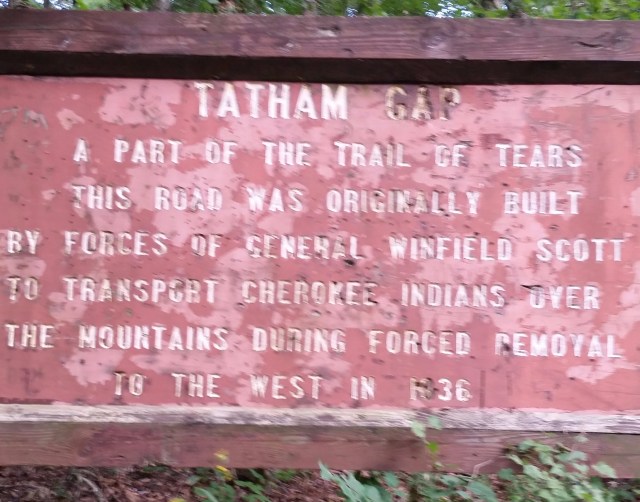 TATHAM GAP
A PART OF THE TRAIL OF TEARS
THIS ROAD WAS ORIGINALLY BUILT
BY FORCES OF GENERAL WINFIELD SCOTT
TO TRANSPORT CHEROKEE INDIANS OVER
THE MOUNTAINS DURING FORCED REMOVAL
TO THE WEST IN 1836